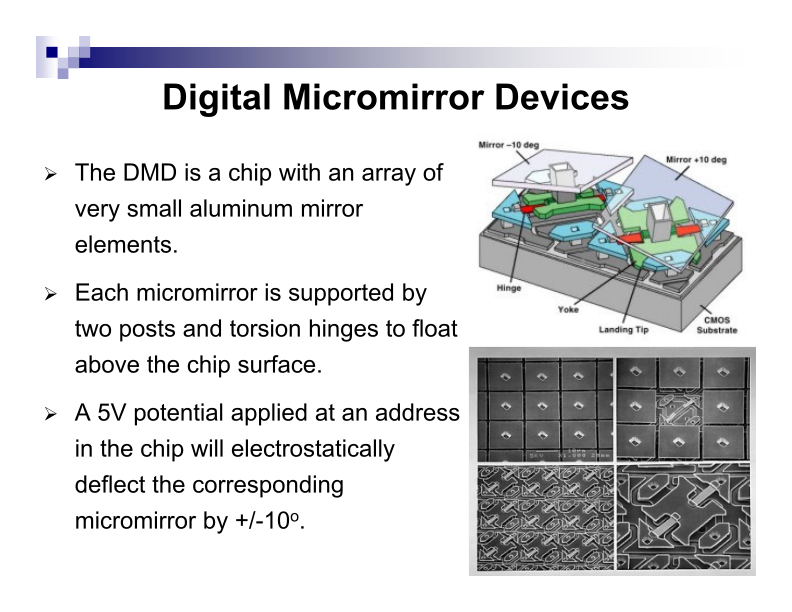 Digital Micromirror Devices
The DMD is a chip with an array of
very small aluminum mirror
elements.
Each micromirror is supported by
two posts and torsion hinges to float
above the chip surface.
A 5V potential applied at an address
in the chip will electrostatically
deflect the corresponding
micromirror by +/-10o.
Mirror –10 deg
Mirror +10 deg
Hinge
Yoke
Landing Tip
CMOS
Substrate